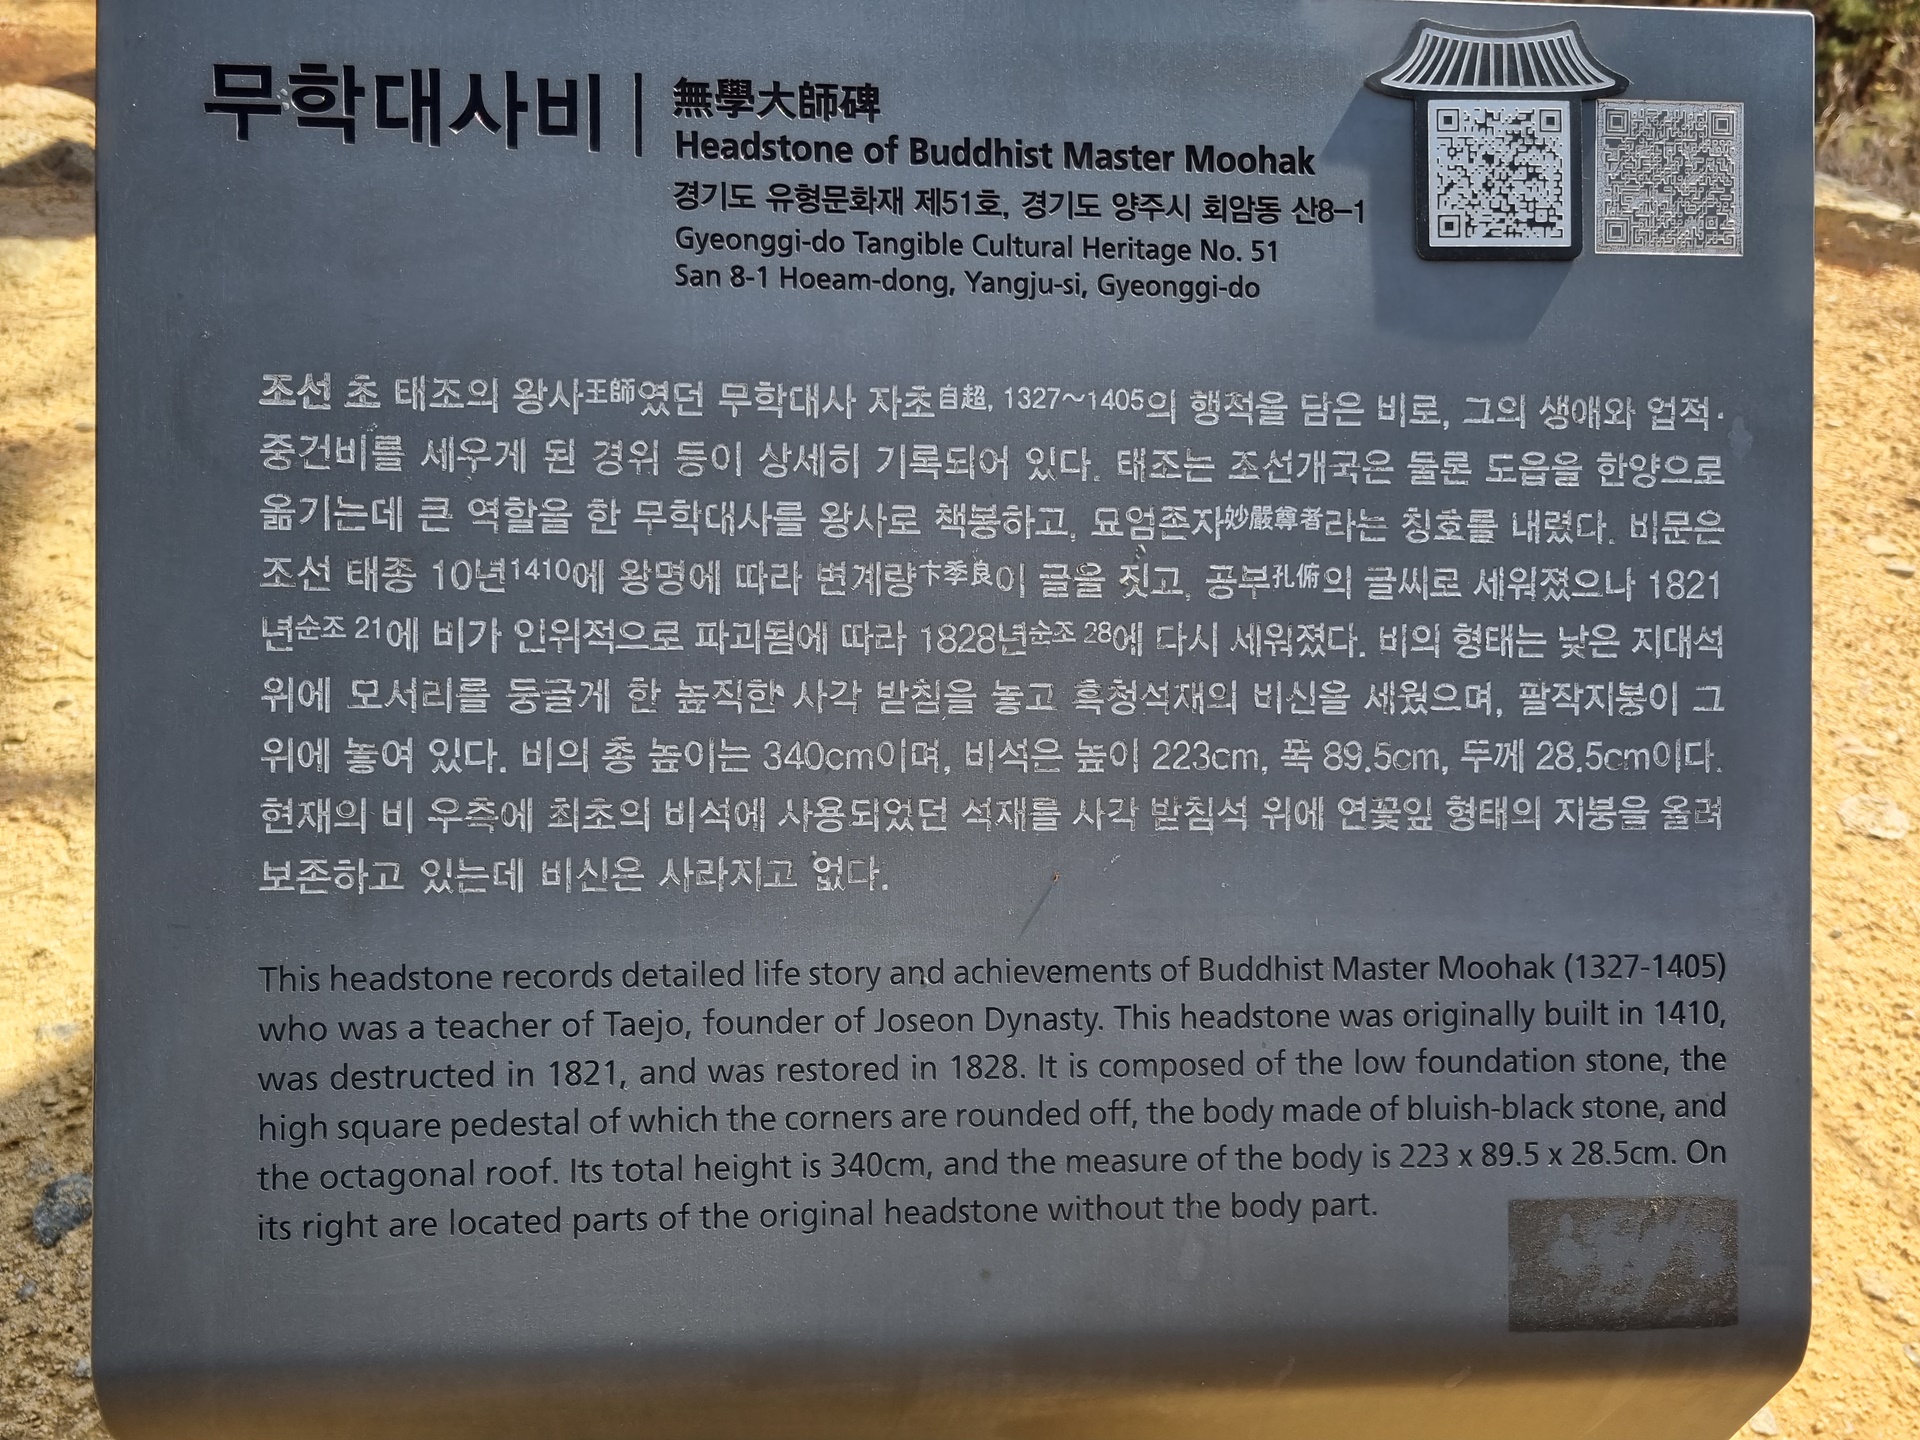 무학대사비
無學大師碑
Headstone of Buddhist Master Moohak
경기도 유형문화재 제51호, 경기도 양주시 회암동 산8-1
Gyeonggi-do Tangible Cultural Heritage No. 51
San 8-1 Hoeam-dong, Yangju-si, Gyeonggi-do
조선 초 태조의 왕사王師였던 무학대사 자초自超, 1327~1405의 행적을 담은 비로, 그의 생애와 업적·
중건비를 세우게 된 경위 등이 상세히 기록되어 있다. 태조는 조선개국은 물론 도읍을 한양으로
옮기는데 큰 역할을 한 무학대사를 왕사로 책봉하고, 묘엄존자妙嚴尊者라는 칭호를 내렸다. 비문은
조선 태종 10년1410에 왕명에 따라 변계량卞季良이 글을 짓고, 공부孔俯의 글씨로 세워졌으나 1821
년순조 21에 비가 인위적으로 파괴됨에 따라 1828년순조 28에 다시 세워졌다. 비의 형태는 낮은 지대석
위에 모서리를 둥글게 한 높직한 사각 받침을 놓고 흑청석재의 비신을 세웠으며, 팔작지붕이 그
위에 놓여 있다. 비의 총 높이는 340cm이며, 비석은 높이 223cm, 폭 89.5cm, 두께 28.5cm이다.
현재의 비 우측에 최초의 비석에 사용되었던 석재를 사각 받침석 위에 연꽃잎 형태의 지붕을 올려
보존하고 있는데 비신은 사라지고 없다.
This headstone records detailed life story and achievements of Buddhist Master Moohak (1327-1405)
who was a teacher of Taejo, founder of Joseon Dynasty. This headstone was originally built in 1410,
was destructed in 1821, and was restored in 1828. It is composed of the low foundation stone, the
high square pedestal of which the corners are rounded off, the body made of bluish-black stone, and
the octagonal roof. Its total height is 340cm, and the measure of the body is 223 x 89.5 x 28.5cm. On
its right are located parts of the original headstone without the body part.